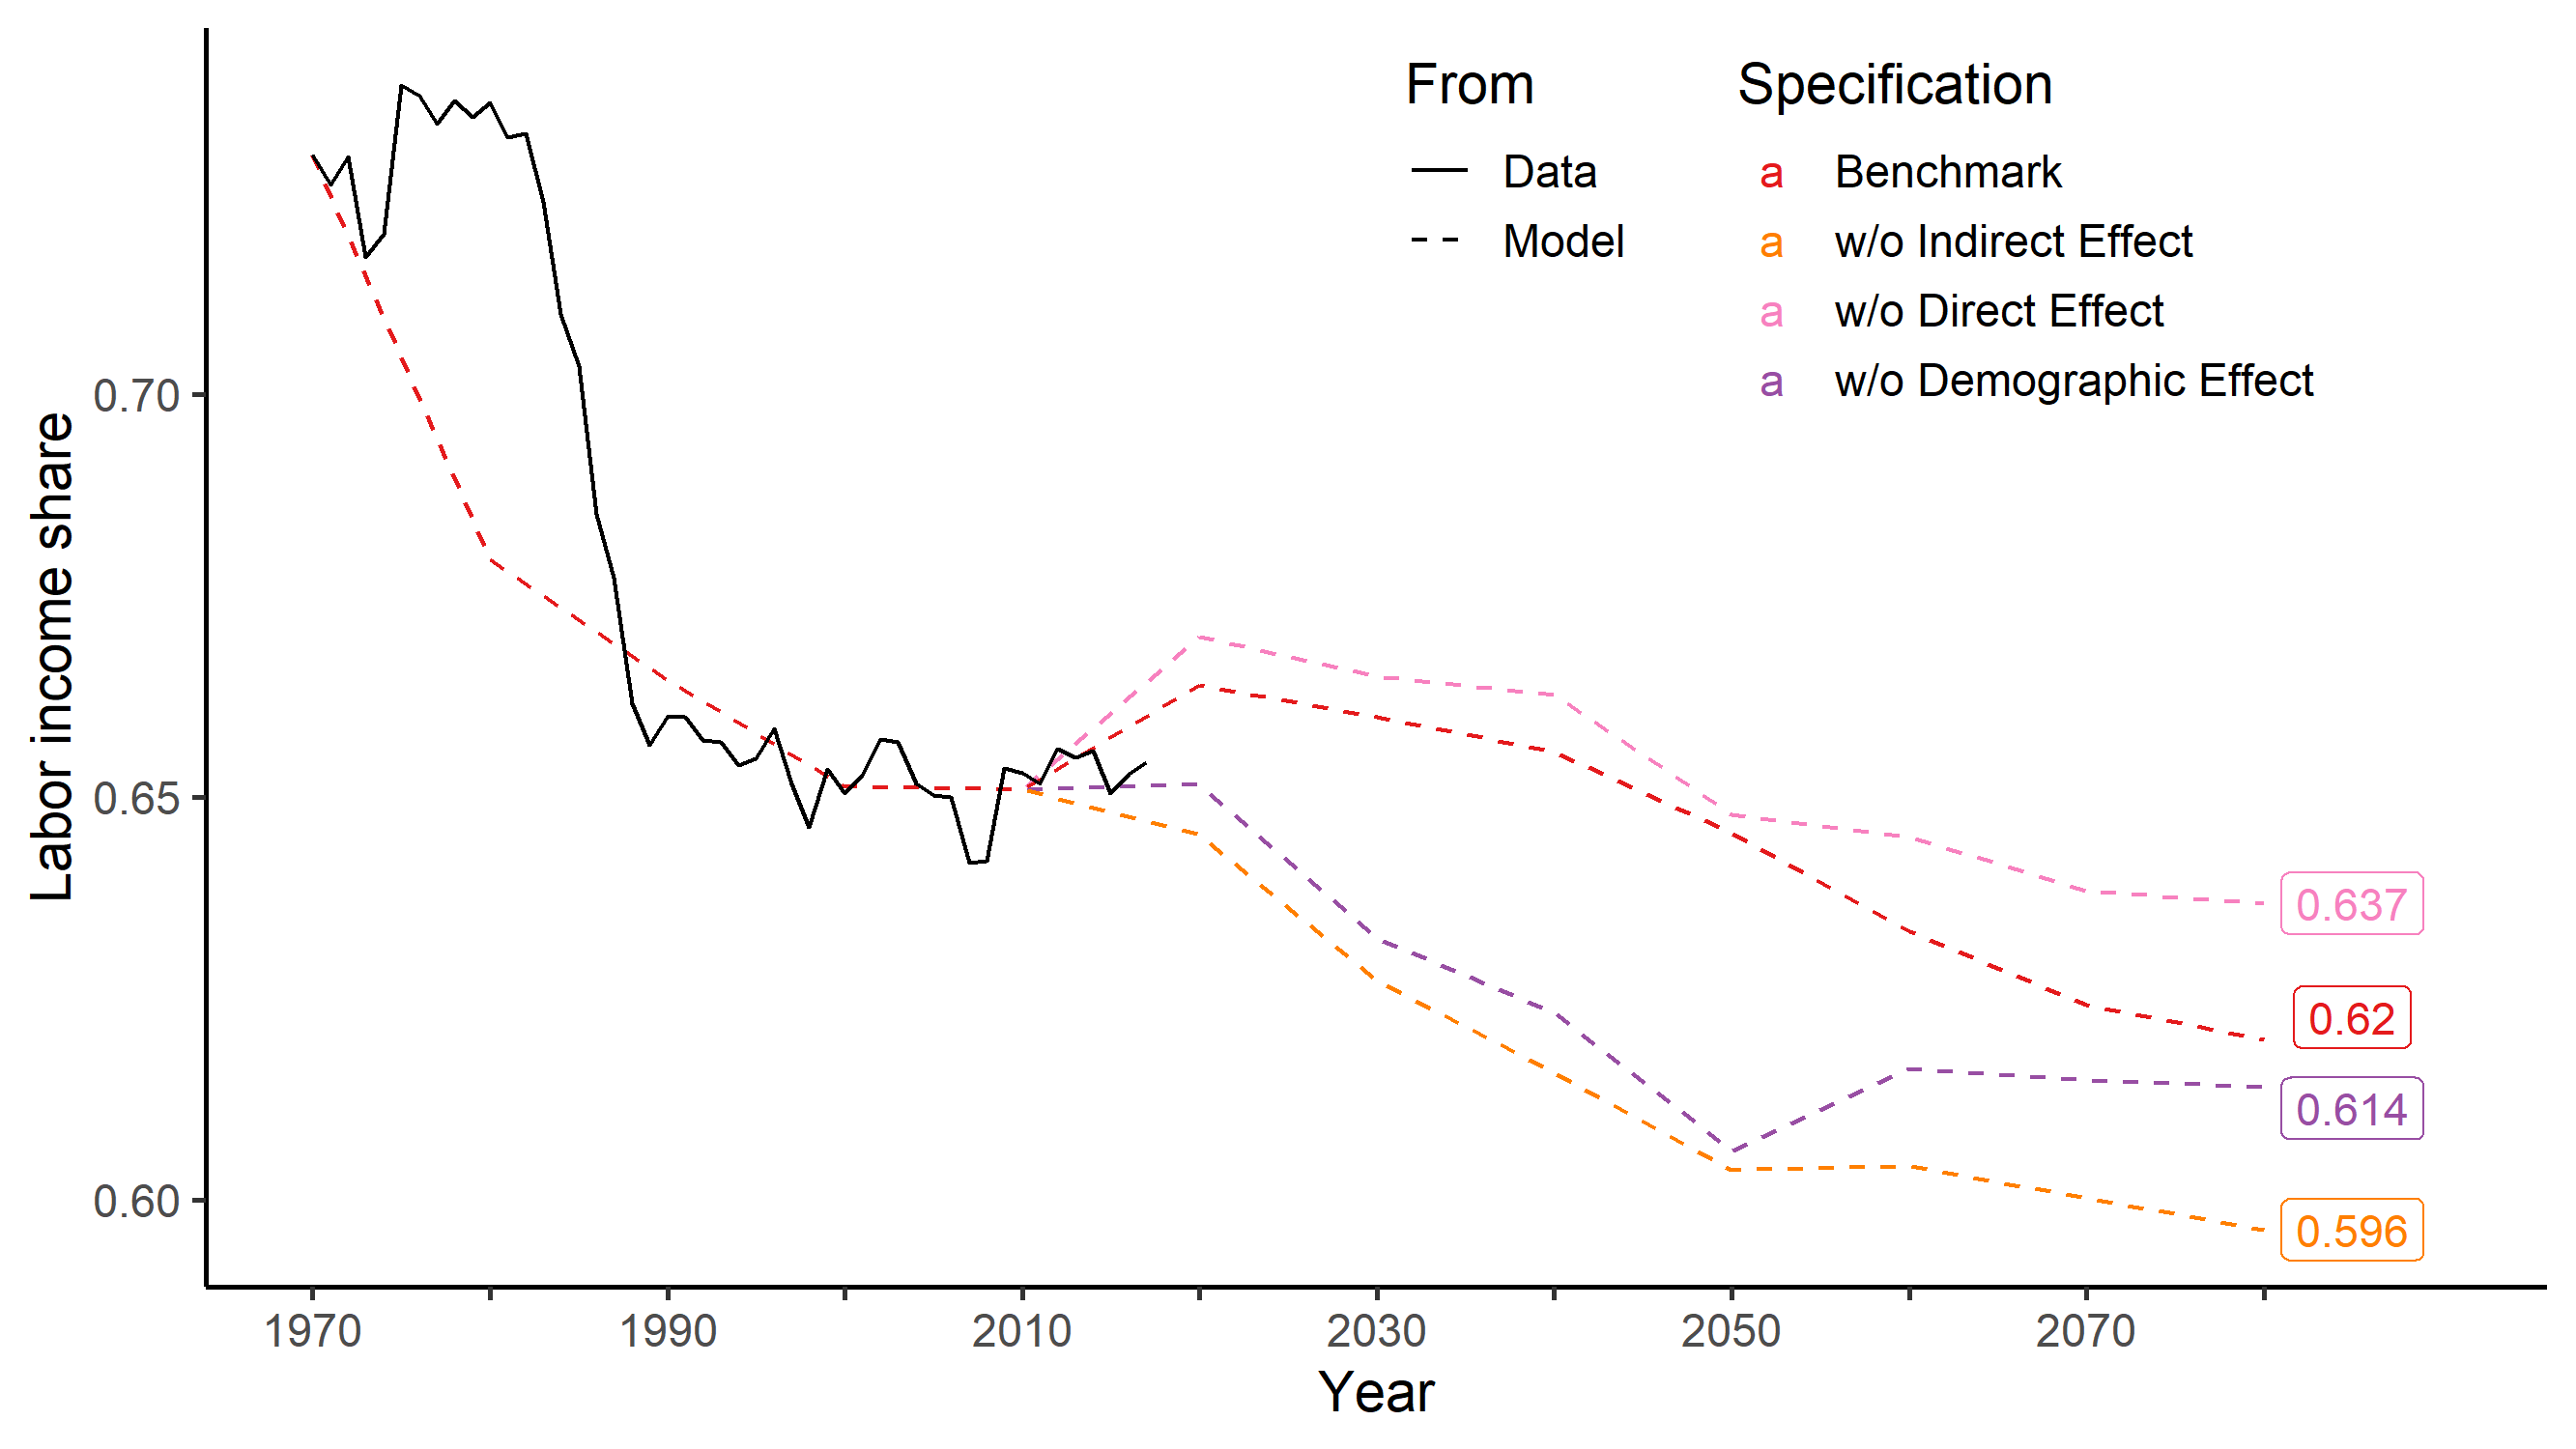 From
Data
Model
Specification
a Benchmark
a w/o Indirect Effect
a w/o Direct Effect
a w/o Demographic Effect
Labor income share
0.70
0.65
0.60
0.637
0.62
0.614
0.596
1970 1990 2010 2030 2050 2070
Year